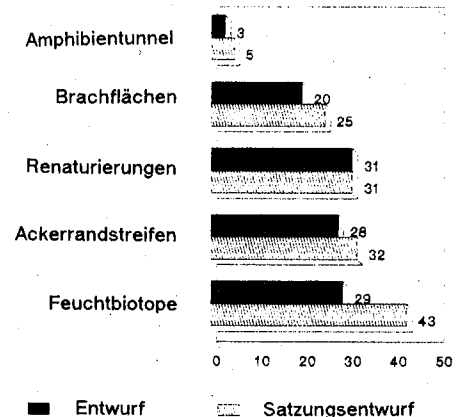 Amphibientunnel 3
5
Brachflächen 20
25
Renaturierungen 31
31
Ackerrandstreifen 28
32
Feuchtbiotope 29
43
0 10 20 30 40 50
Entwurf Satzungsentwurf